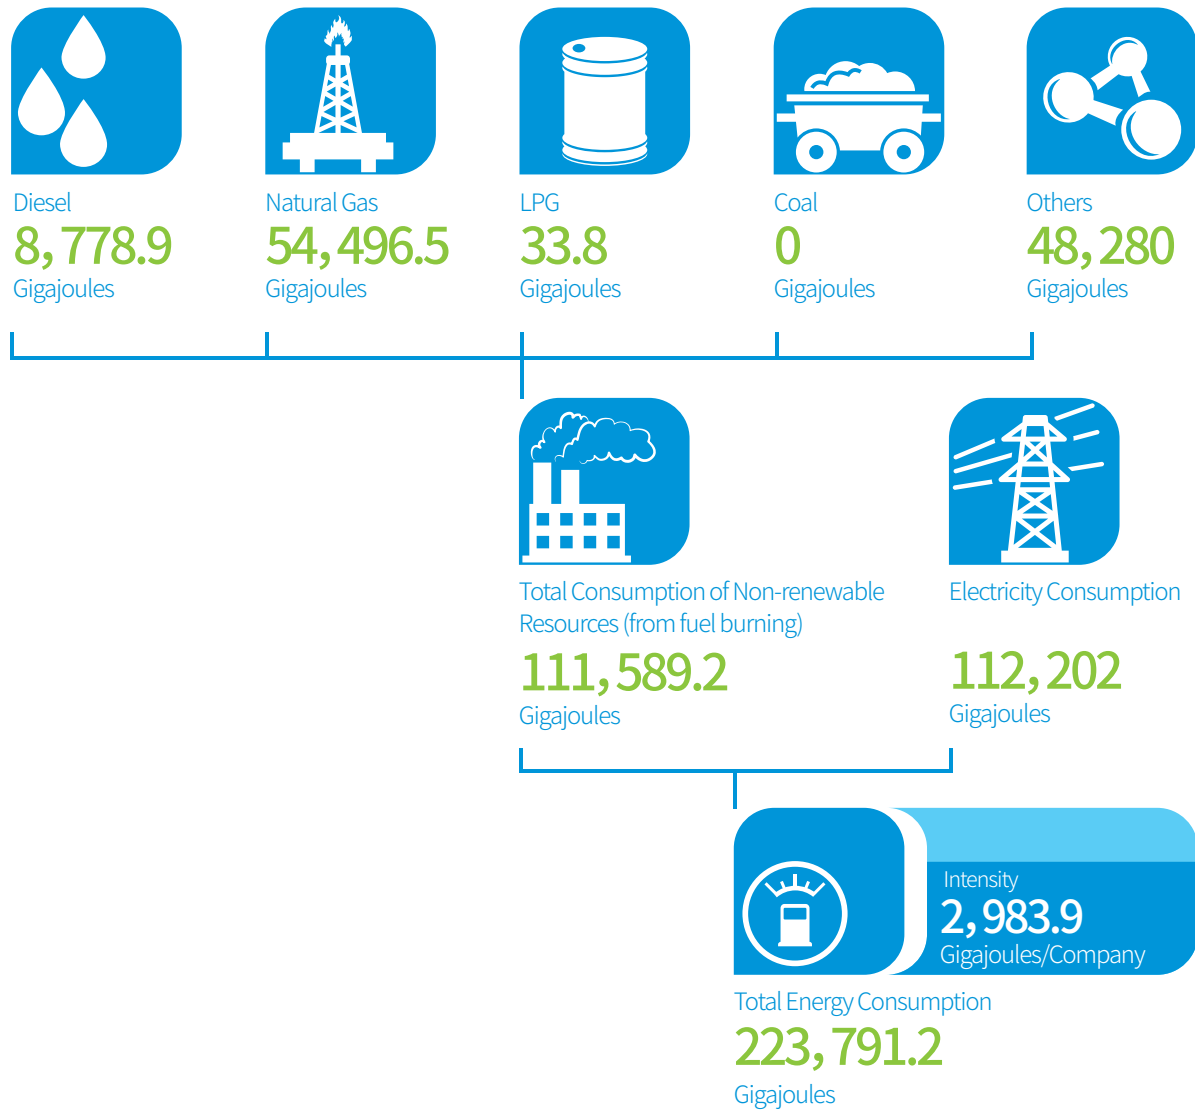 Diesel
8,778.9
Gigajoules
Natural Gas
54,496.5
Gigajoules
LPG
33.8
Gigajoules
Coal
0
Gigajoules
Others
48,280
Gigajoules
Total Consumption of Non-renewable
Resources (from fuel burning)
111,589.2
Gigajoules
Electricity Consumption
112,202
Gigajoules
Intensity
2,983.9
Gigajoules/Company
Total Energy Consumption
223,791.2
Gigajoules